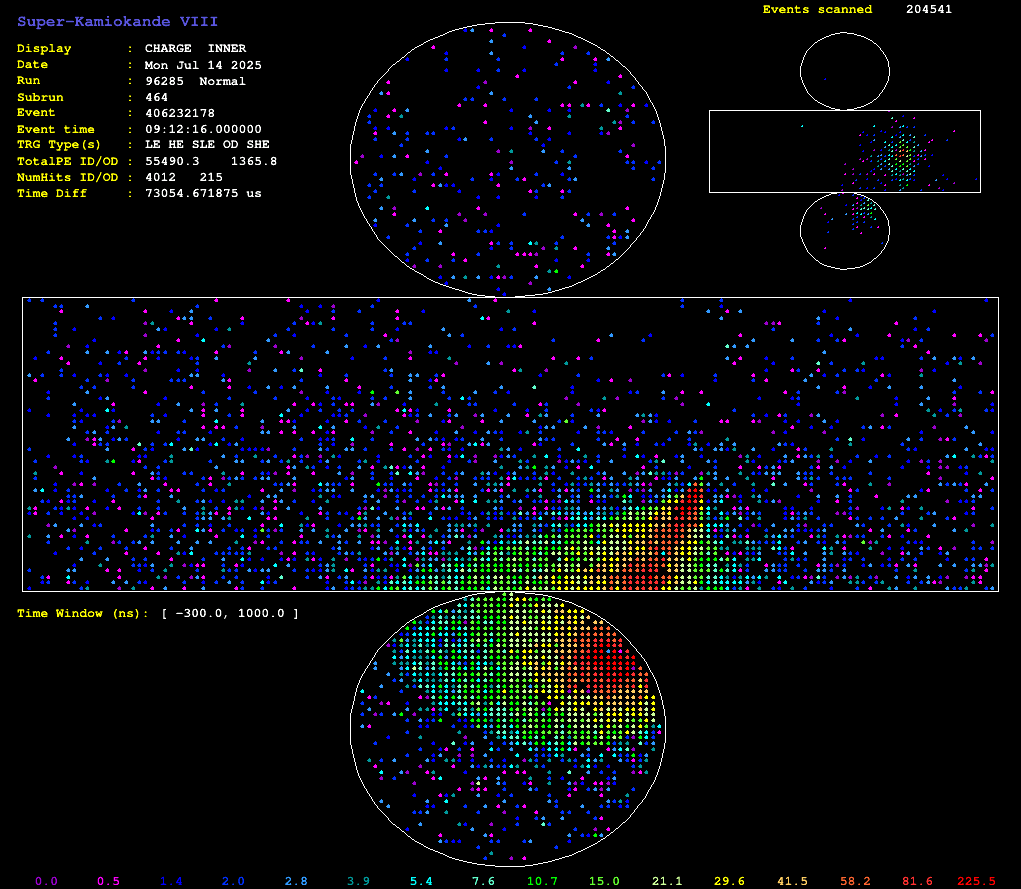 Super-Kamiokande VIII
Events scanned 204541
Display : CHARGE INNER
Date : Mon Jul 14 2025
Run : 96285 Normal
Subrun : 464
Event : 406232178
Event time : 09:12:16.000000
TRG Type(s) : LE HE SLE OD SHE
TotalPE ID/OD : 55490.3 1365.8
NumHits ID/OD : 4012 215
Time Diff : 73054.671875 us
Time Window (ns): [ -300.0, 1000.0 ]
0.0 0.5 1.4 2.0 2.8 3.9 5.4 7.6 10.7 15.0 21.1 29.6 41.5 58.2 81.6 225.5